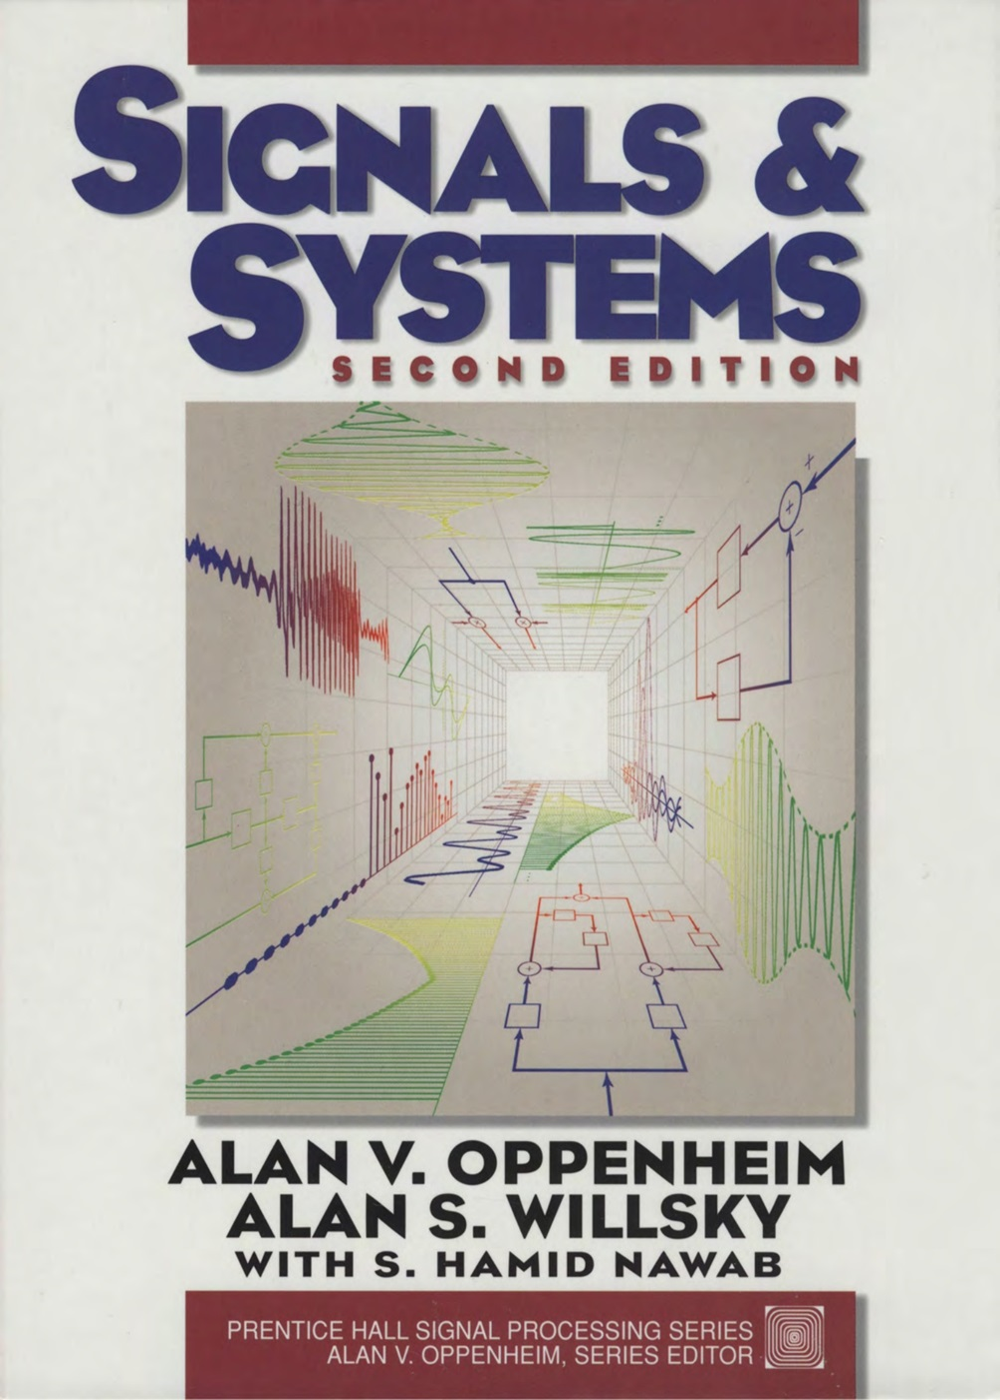 SIGNALS &
SYSTEMS
SECOND EDITION
ALAN V. OPPENHEIM
ALAN S. WILLSKY
WITH S. HAMID NAWAB
PRENTICE HALL SIGNAL PROCESSING SERIES
ALAN V. OPPENHEIM, SERIES EDITOR